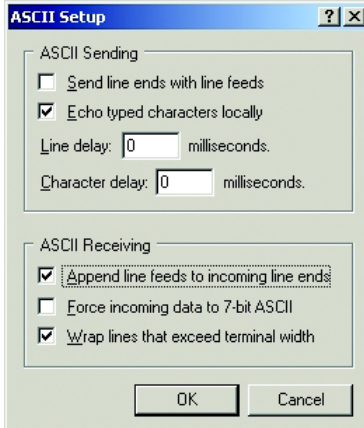 ASCII Setup
ASCII Sending
Send line ends with line feeds
Echo typed characters locally
Line delay: 0 milliseconds.
Character delay: 0 milliseconds.
ASCII Receiving
Append line feeds to incoming line ends
Force incoming data to 7-bit ASCII
Wrap lines that exceed terminal width
OK Cancel